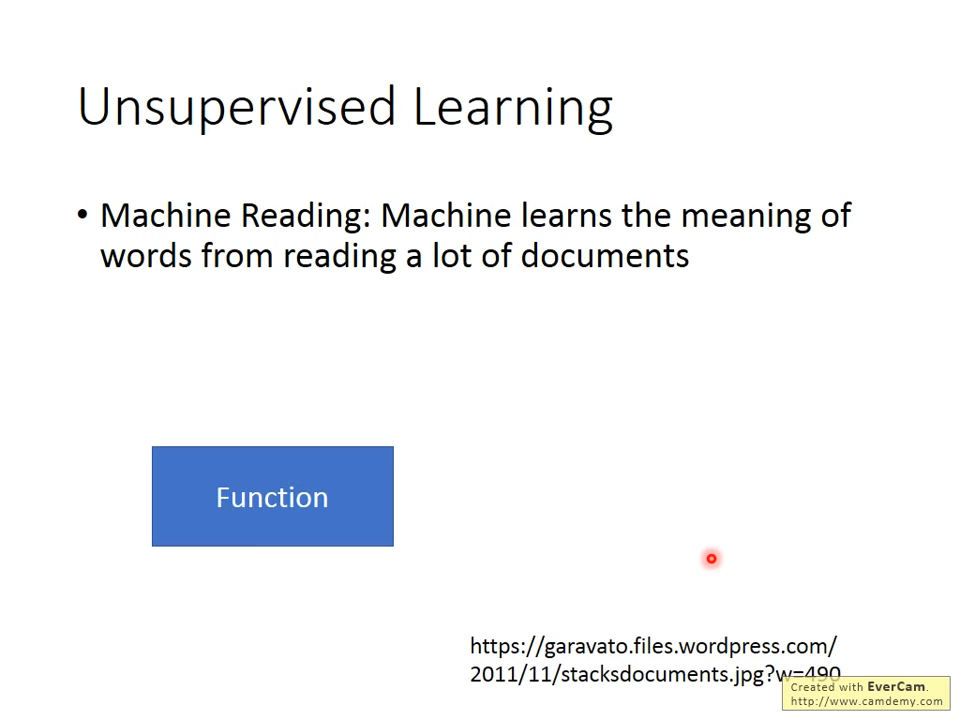 Unsupervised Learning
• Machine Reading: Machine learns the meaning of
words from reading a lot of documents
Function
https://garavato.files.wordpress.com/
2011/11/stacksdocuments.jpg?w=490
Created with EverCam.
http://www.camdemy.com